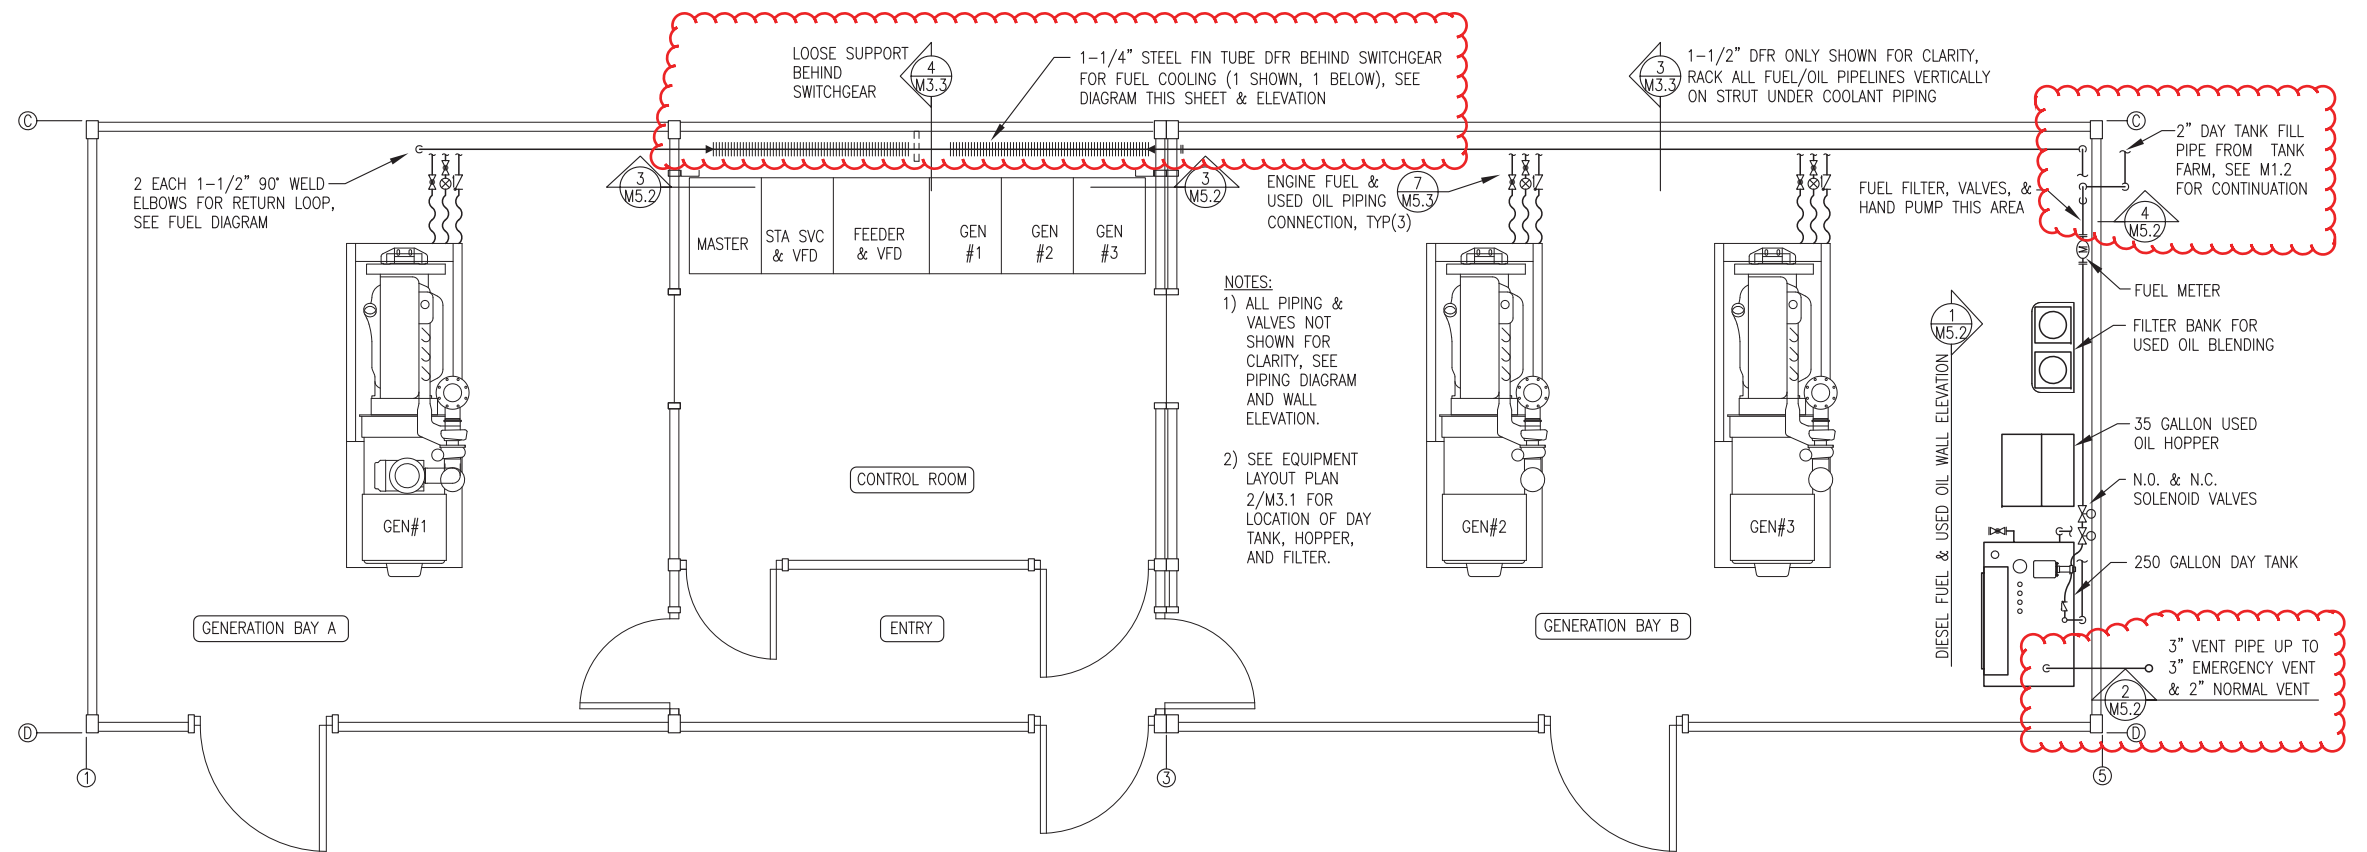 LOOSE SUPPORT
BEHIND
SWITCHGEAR
4
M3.3
1-1/4" STEEL FIN TUBE DFR BEHIND SWITCHGEAR
FOR FUEL COOLING (1 SHOWN, 1 BELOW), SEE
DIAGRAM THIS SHEET & ELEVATION
3
M3.3
1-1/2" DFR ONLY SHOWN FOR CLARITY,
RACK ALL FUEL/OIL PIPELINES VERTICALLY
ON STRUT UNDER COOLANT PIPING
C
C
2" DAY TANK FILL
PIPE FROM TANK
FARM, SEE M1.2
FOR CONTINUATION
2 EACH 1-1/2" 90° WELD
ELBOWS FOR RETURN LOOP,
SEE FUEL DIAGRAM
3
M5.2
3
M5.2
ENGINE FUEL &
USED OIL PIPING
CONNECTION, TYP(3)
7
M5.3
FUEL FILTER, VALVES, &
HAND PUMP THIS AREA
4
M5.2
MASTER
STA SVC
& VFD
FEEDER
& VFD
GEN
#1
GEN
#2
GEN
#3
M
FUEL METER
NOTES:
1) ALL PIPING &
VALVES NOT
SHOWN FOR
CLARITY, SEE
PIPING DIAGRAM
AND WALL
ELEVATION.
2) SEE EQUIPMENT
LAYOUT PLAN
2/M3.1 FOR
LOCATION OF DAY
TANK, HOPPER,
AND FILTER.
1
M5.2
DIESEL FUEL & USED OIL WALL ELEVATION
FILTER BANK FOR
USED OIL BLENDING
35 GALLON USED
OIL HOPPER
N.O. & N.C.
SOLENOID VALVES
250 GALLON DAY TANK
CONTROL ROOM
GEN#1
GEN#2
GEN#3
GENERATION BAY A
ENTRY
GENERATION BAY B
3" VENT PIPE UP TO
3" EMERGENCY VENT
& 2" NORMAL VENT
2
M5.2
D
D
1
3
5